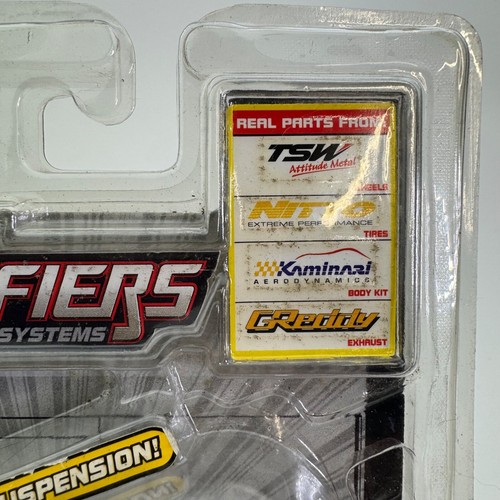 REAL PARTS FROM:
TSW
Attitude Metal
WHEELS
NITTO
EXTREME PERFORMANCE
TIRES
Kaminari
AERODYNAMICS
BODY KIT
GReddy
EXHAUST
FIERS
SYSTEMS
SUSPENSION!